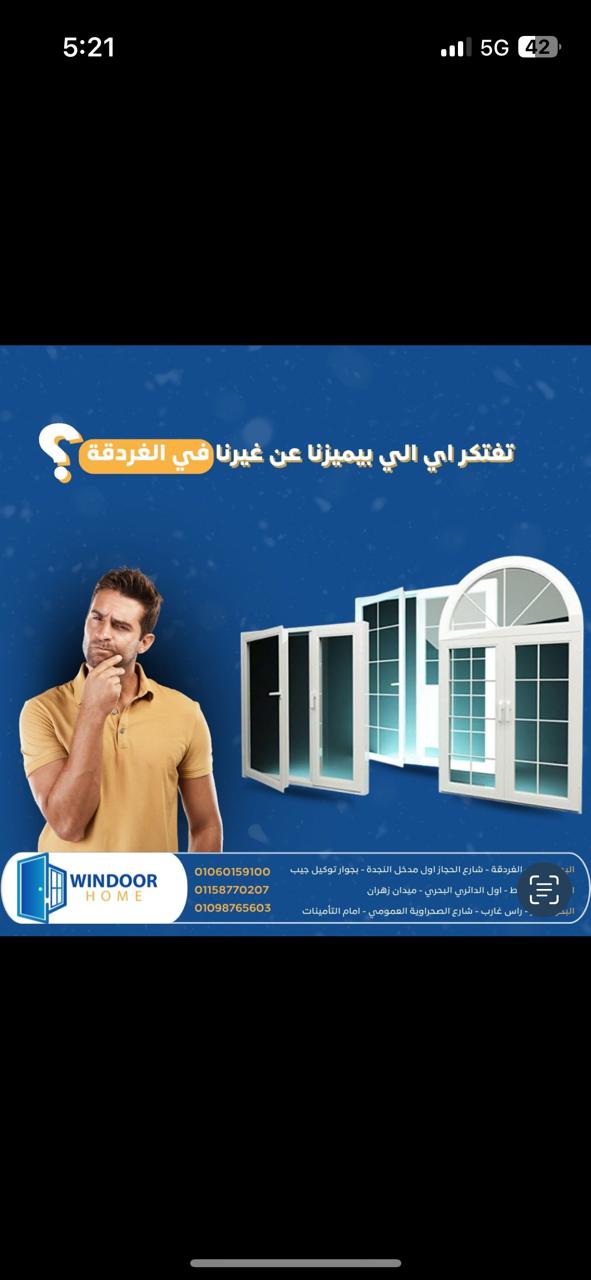 5:21
5G
42
تفتكر اي الي بيميزنا عن غيرنا في الغردقة ؟
WINDOOR
HOME
01060159100
01158770207
01098765603
الغردقة - شارع الحجاز اول مدخل النجدة - بجوار توكيل جيب
- اول الدائري البحري - ميدان زهران
- راس غارب - شارع الصحراوية العمومي - امام التأمينات